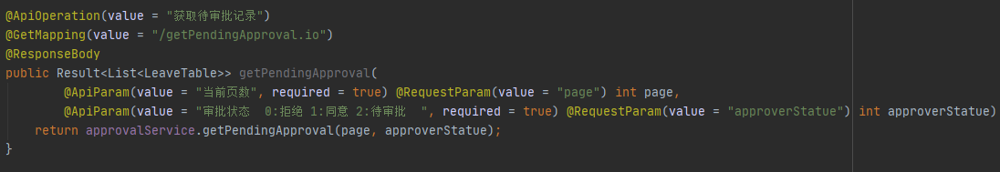 @ApiOperation(value = "获取待审批记录")
@GetMapping(value = "/getPendingApproval.io")
@ResponseBody
public Result<List<LeaveTable>> getPendingApproval(
@ApiParam(value = "当前页数", required = true) @RequestParam(value = "page") int page,
@ApiParam(value = "审批状态  0:拒绝 1:同意 2:待审批  ", required = true) @RequestParam(value = "approverStatue") int approverStatue)
return approvalService.getPendingApproval(page, approverStatue);
}